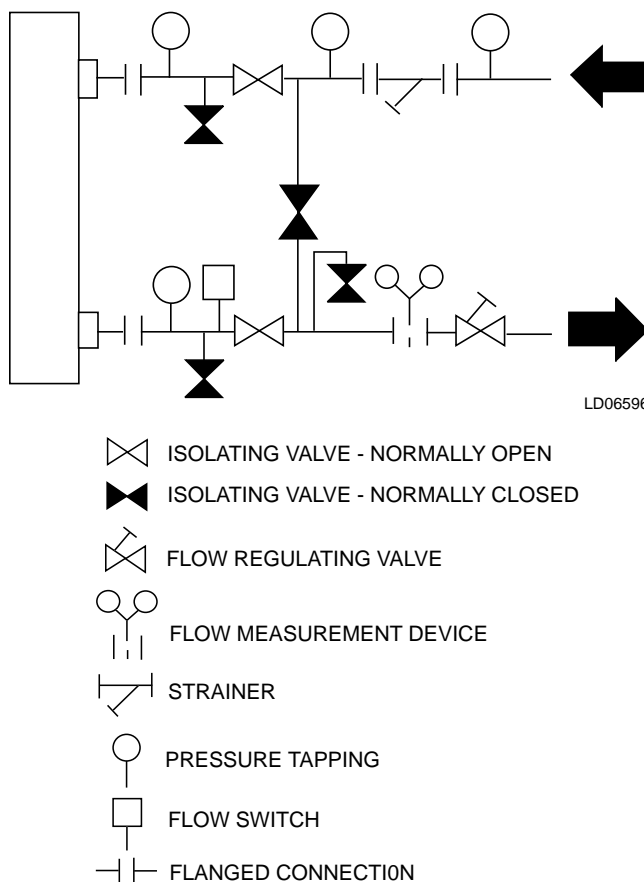 LD06596
ISOLATING VALVE - NORMALLY OPEN
ISOLATING VALVE - NORMALLY CLOSED
FLOW REGULATING VALVE
FLOW MEASUREMENT DEVICE
STRAINER
PRESSURE TAPPING
FLOW SWITCH
FLANGED CONNECTI0N